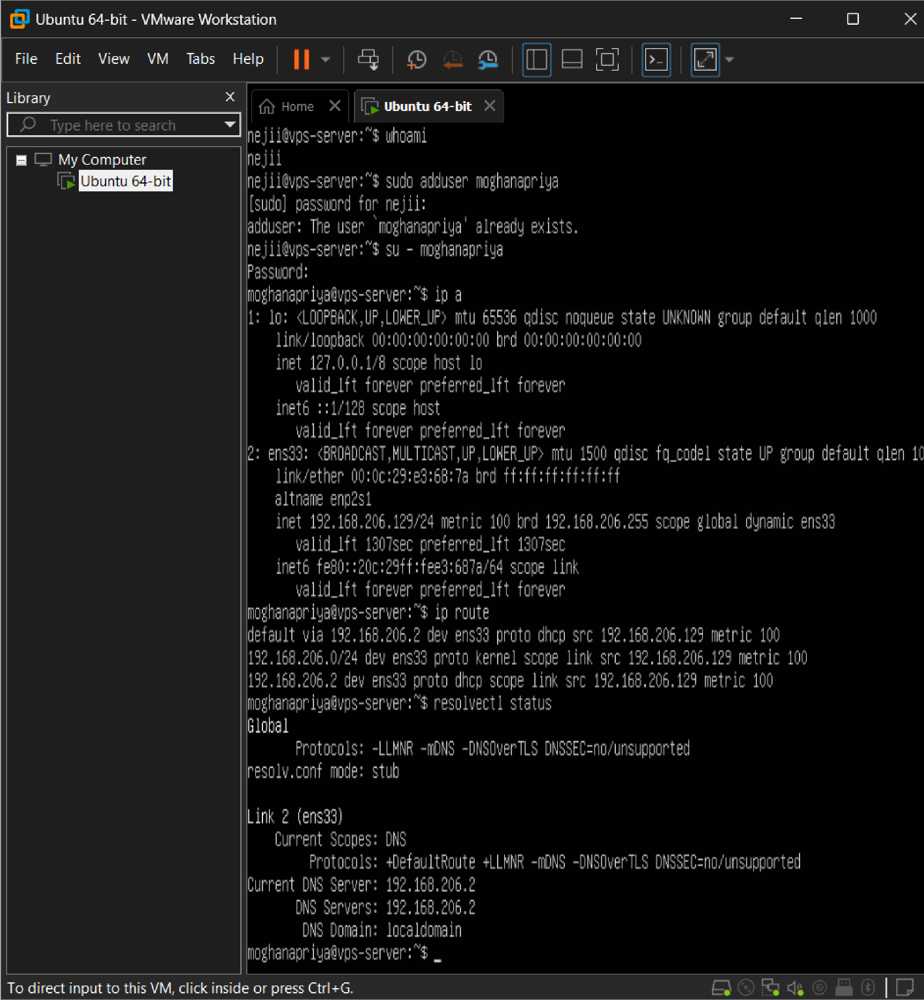 Ubuntu 64-bit - VMware Workstation
File Edit View VM Tabs Help
Library
Type here to search
My Computer
Ubuntu 64-bit
Home
Ubuntu 64-bit
nejii@vps-server:~$ whoami
nejii
nejii@vps-server:~$ sudo adduser moghanapriya
[sudo] password for nejii:
adduser: The user `moghanapriya' already exists.
nejii@vps-server:~$ su - moghanapriya
Password:
moghanapriya@vps-server:~$ ip a
1: lo: <LOOPBACK,UP,LOWER_UP> mtu 65536 qdisc noqueue state UNKNOWN group default qlen 1000
link/loopback 00:00:00:00:00:00 brd 00:00:00:00:00:00
inet 127.0.0.1/8 scope host lo
valid_lft forever preferred_lft forever
inet6 ::1/128 scope host
valid_lft forever preferred_lft forever
2: ens33: <BROADCAST,MULTICAST,UP,LOWER_UP> mtu 1500 qdisc fq_codel state UP group default qlen 10
link/ether 00:0c:29:e3:68:7a brd ff:ff:ff:ff:ff:ff
altname enp2s1
inet 192.168.206.129/24 metric 100 brd 192.168.206.255 scope global dynamic ens33
valid_lft 1307sec preferred_lft 1307sec
inet6 fe80::20c:29ff:fee3:687a/64 scope link
valid_lft forever preferred_lft forever
moghanapriya@vps-server:~$ ip route
default via 192.168.206.2 dev ens33 proto dhcp src 192.168.206.129 metric 100
192.168.206.0/24 dev ens33 proto kernel scope link src 192.168.206.129 metric 100
192.168.206.2 dev ens33 proto dhcp scope link src 192.168.206.129 metric 100
moghanapriya@vps-server:~$ resolvectl status
Global
Protocols: -LLMNR -mDNS -DNSOverTLS DNSSEC=no/unsupported
resolv.conf mode: stub
Link 2 (ens33)
Current Scopes: DNS
Protocols: +DefaultRoute +LLMNR -mDNS -DNSOverTLS DNSSEC=no/unsupported
Current DNS Server: 192.168.206.2
DNS Servers: 192.168.206.2
DNS Domain: localdomain
moghanapriya@vps-server:~$ _
To direct input to this VM, click inside or press Ctrl+G.